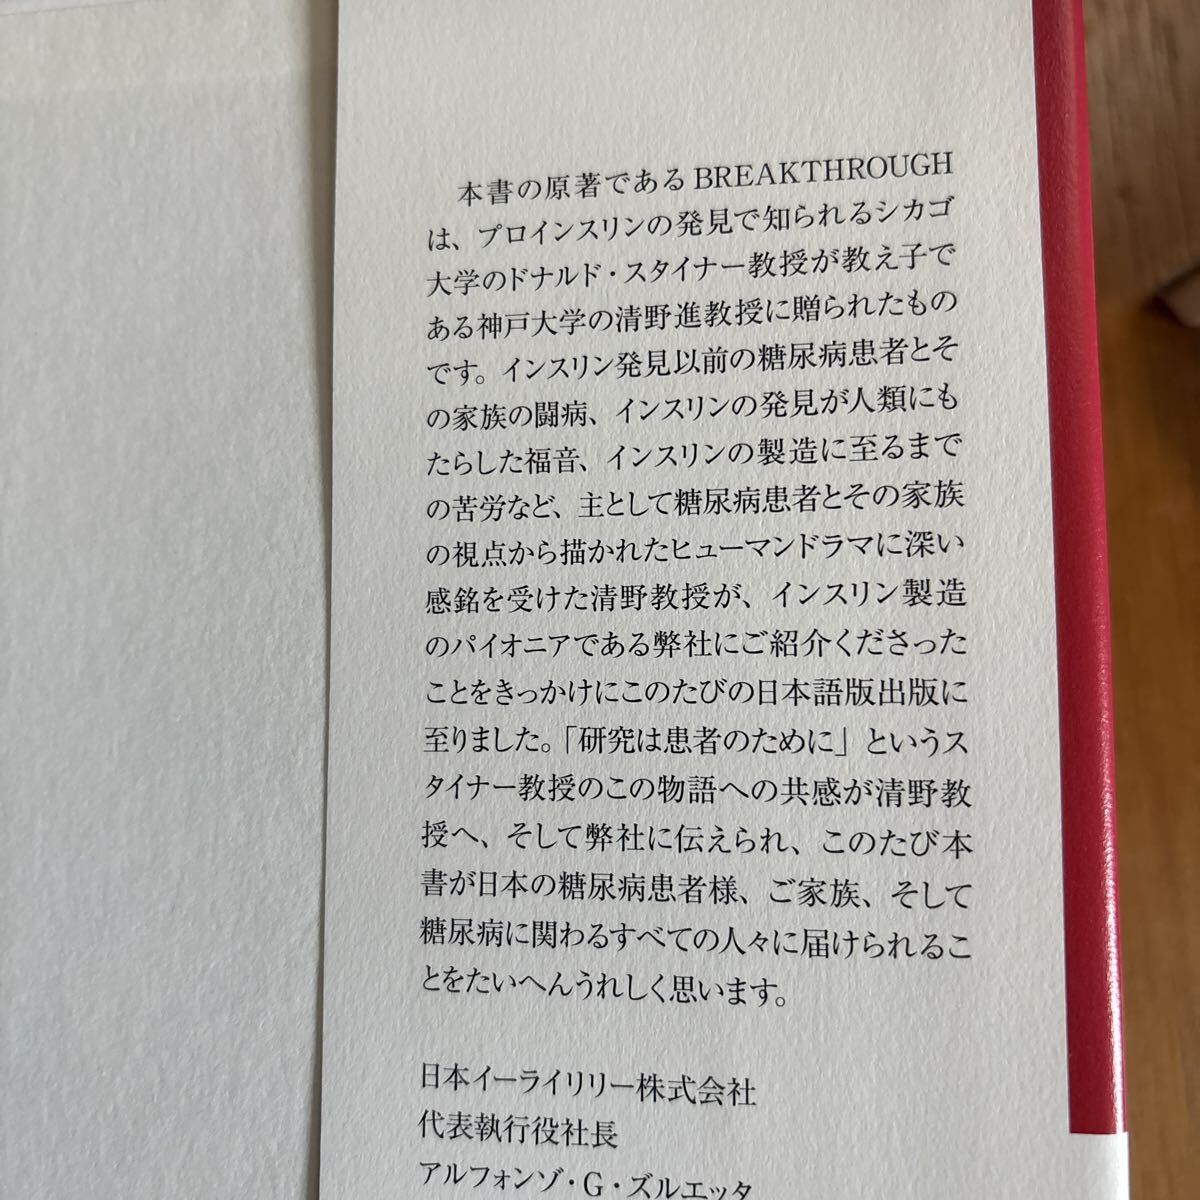 本書の原著である BREAKTHROUGH
は、プロインスリンの発見で知られるシカゴ
大学のドナルド・スタイナー教授が教え子で
ある神戸大学の清野進教授に贈られたもの
です。インスリン発見以前の糖尿病患者とそ
の家族の闘病、インスリンの発見が人類にも
たらした福音、インスリンの製造に至るまで
の苦労など、主として糖尿病患者とその家族
の視点から描かれたヒューマンドラマに深い
感銘を受けた清野教授が、インスリン製造
のパイオニアである弊社にご紹介くださった
ことをきっかけにこのたびの日本語版出版に
至りました。「研究は患者のために」というス
タイナー教授のこの物語への共感が清野教
授へ、そして弊社に伝えられ、このたび本
書が日本の糖尿病患者様、ご家族、そして
糖尿病に関わるすべての人々に届けられるこ
とをたいへんうれしく思います。
日本イーライリリー株式会社
代表執行役社長
アルフォンゾ・G・ズルエッタ